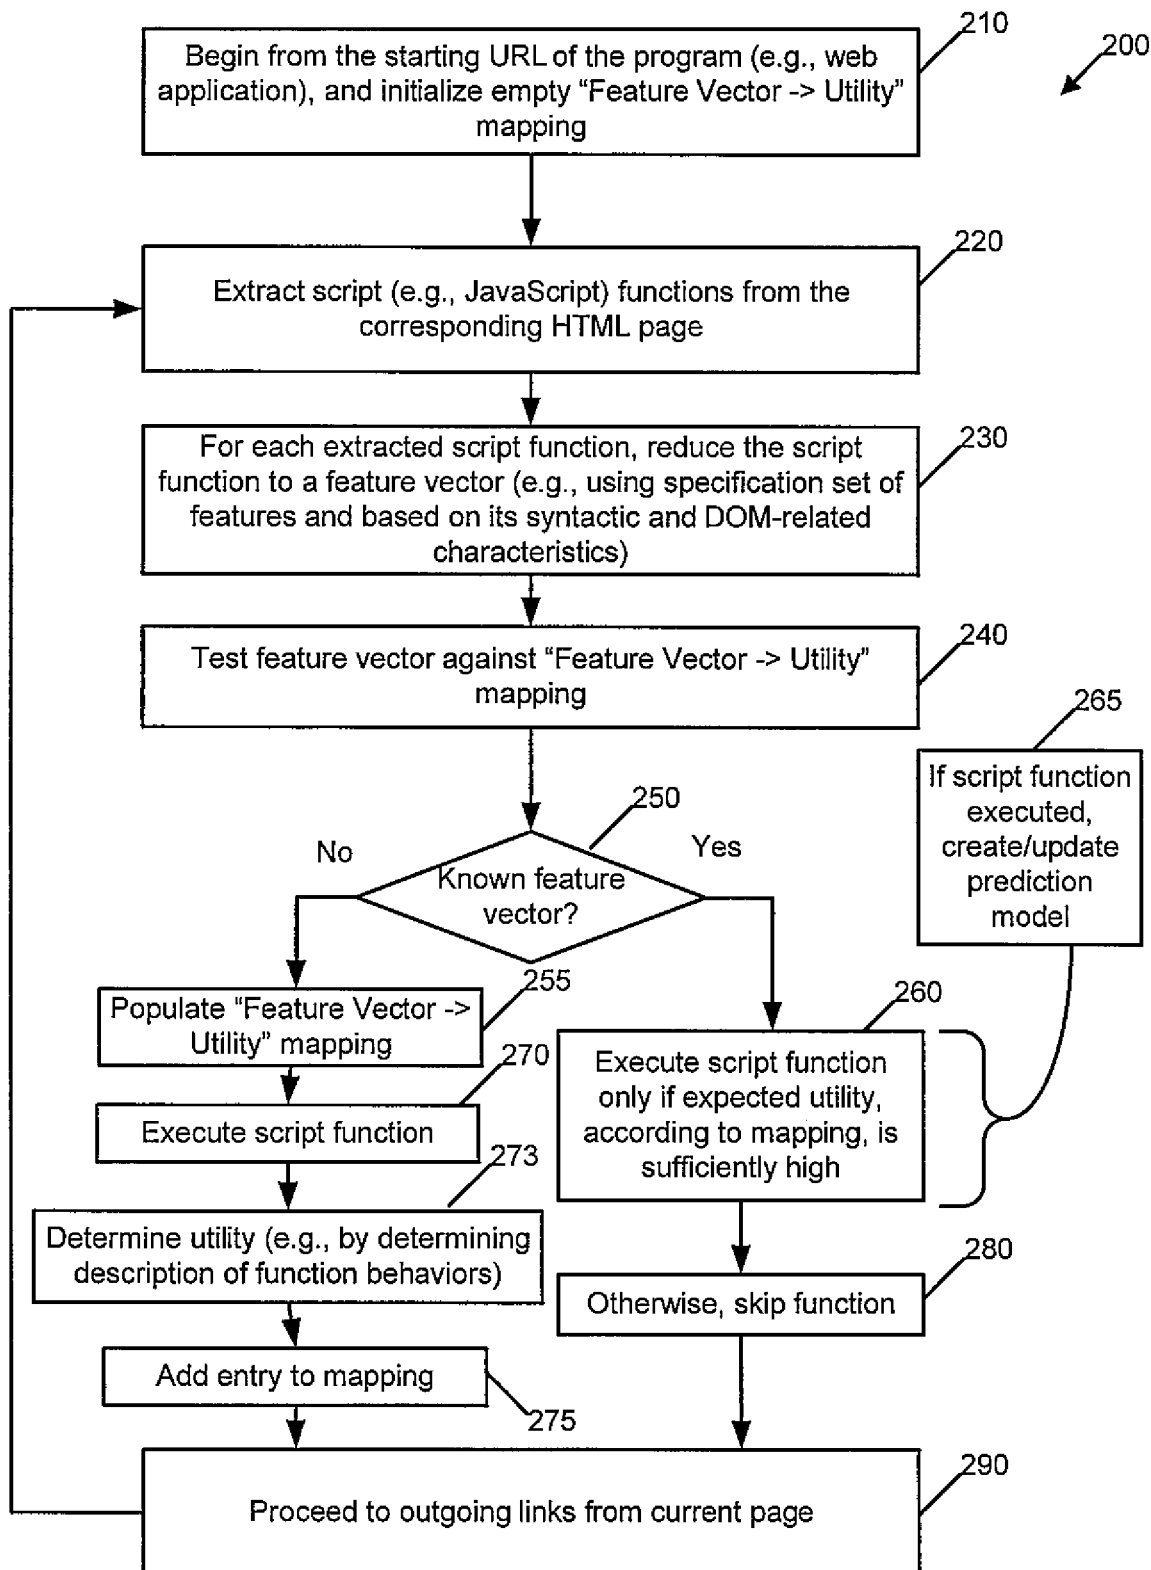 210
200
Begin from the starting URL of the program (e.g., web
application), and initialize empty “Feature Vector -> Utility”
mapping
220
Extract script (e.g., JavaScript) functions from the
corresponding HTML page
230
For each extracted script function, reduce the script
function to a feature vector (e.g., using specification set of
features and based on its syntactic and DOM-related
characteristics)
240
Test feature vector against “Feature Vector -> Utility”
mapping
265
If script function
executed,
create/update
prediction
model
250
No
Yes
Known feature
vector?
255
Populate “Feature Vector ->
Utility” mapping
270
Execute script function
273
Determine utility (e.g., by determining
description of function behaviors)
Add entry to mapping
275
260
Execute script function
only if expected utility,
according to mapping, is
sufficiently high
280
Otherwise, skip function
290
Proceed to outgoing links from current page